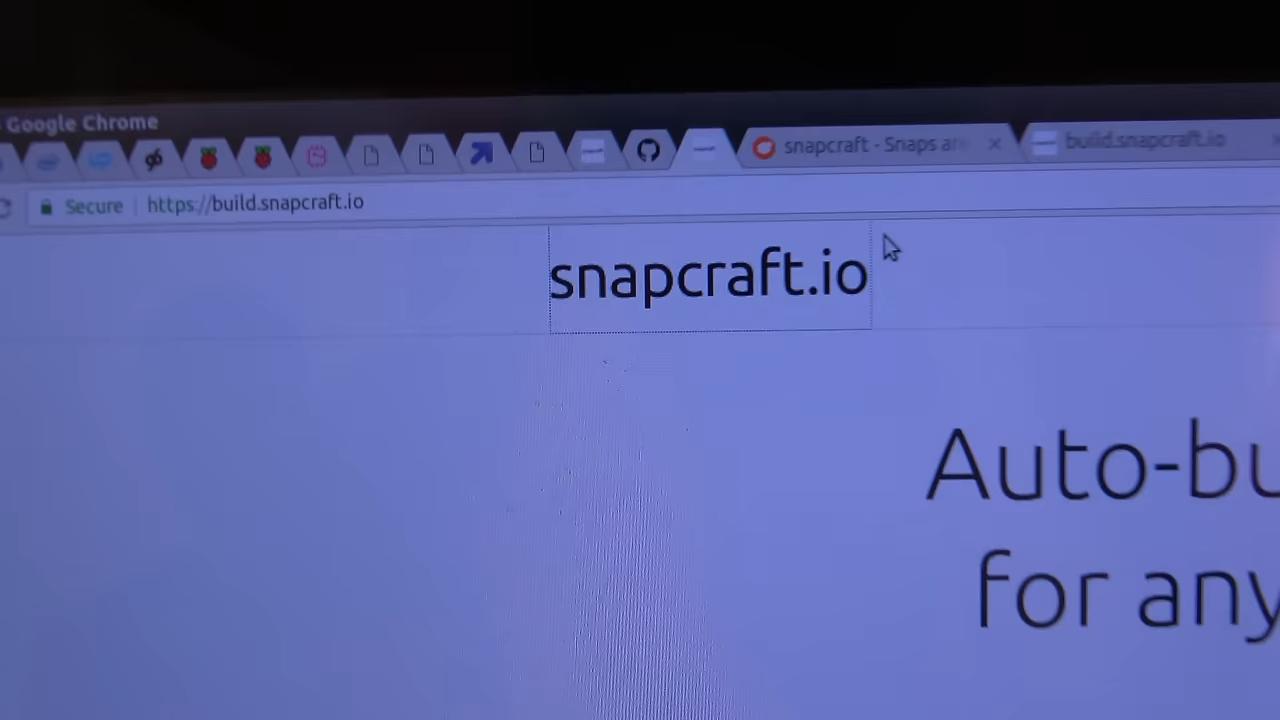 Google Chrome
snapcraft - Snaps are
build.snapcraft.io
Secure
https://build.snapcraft.io
snapcraft.io
Auto-bu
for any